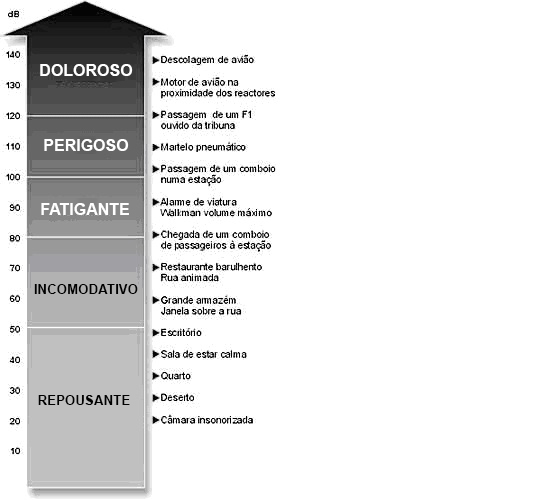 dB
140
130
120
110
100
90
80
70
60
50
40
30
20
10
DOLOROSO
PERIGOSO
FATIGANTE
INCOMODATIVO
REPOUSANTE
Descolagem de avião
Motor de avião na
proximidade dos reactores
Passagem de um F1
ouvido da tribuna
Martelo pneumático
Passagem de um comboio
numa estação
Alarme de viatura
Walkman volume máximo
Chegada de um comboio
de passageiros à estação
Restaurante barulhento
Rua animada
Grande armazém
Janela sobre a rua
Escritório
Sala de estar calma
Quarto
Deserto
Câmara insonorizada